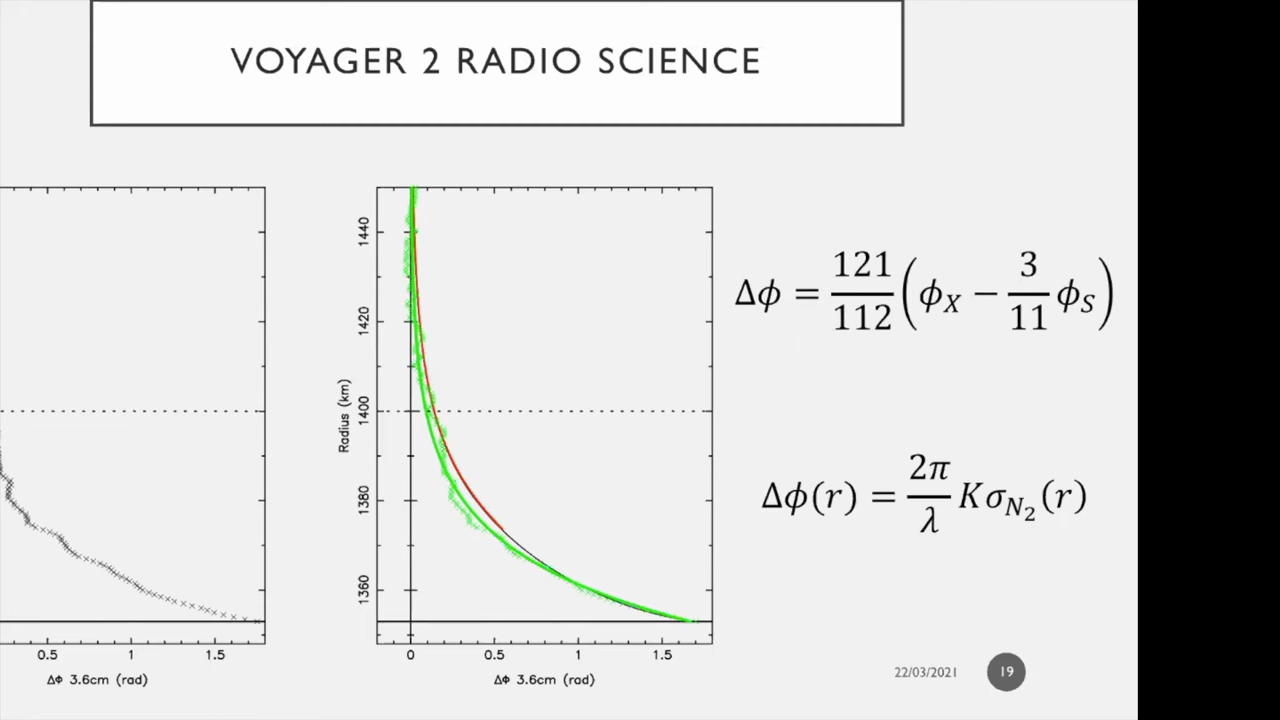 VOYAGER 2 RADIO SCIENCE
0.5 1 1.5
ΔΦ 3.6cm (rad)
Radius (km)
1440
1420
1400
1380
1360
0 0.5 1 1.5
ΔΦ 3.6cm (rad)
Δϕ = 121/112 (ϕ_X − 3/11 ϕ_S)
Δϕ(r) = 2π/λ Kσ_N₂(r)
22/03/2021 19